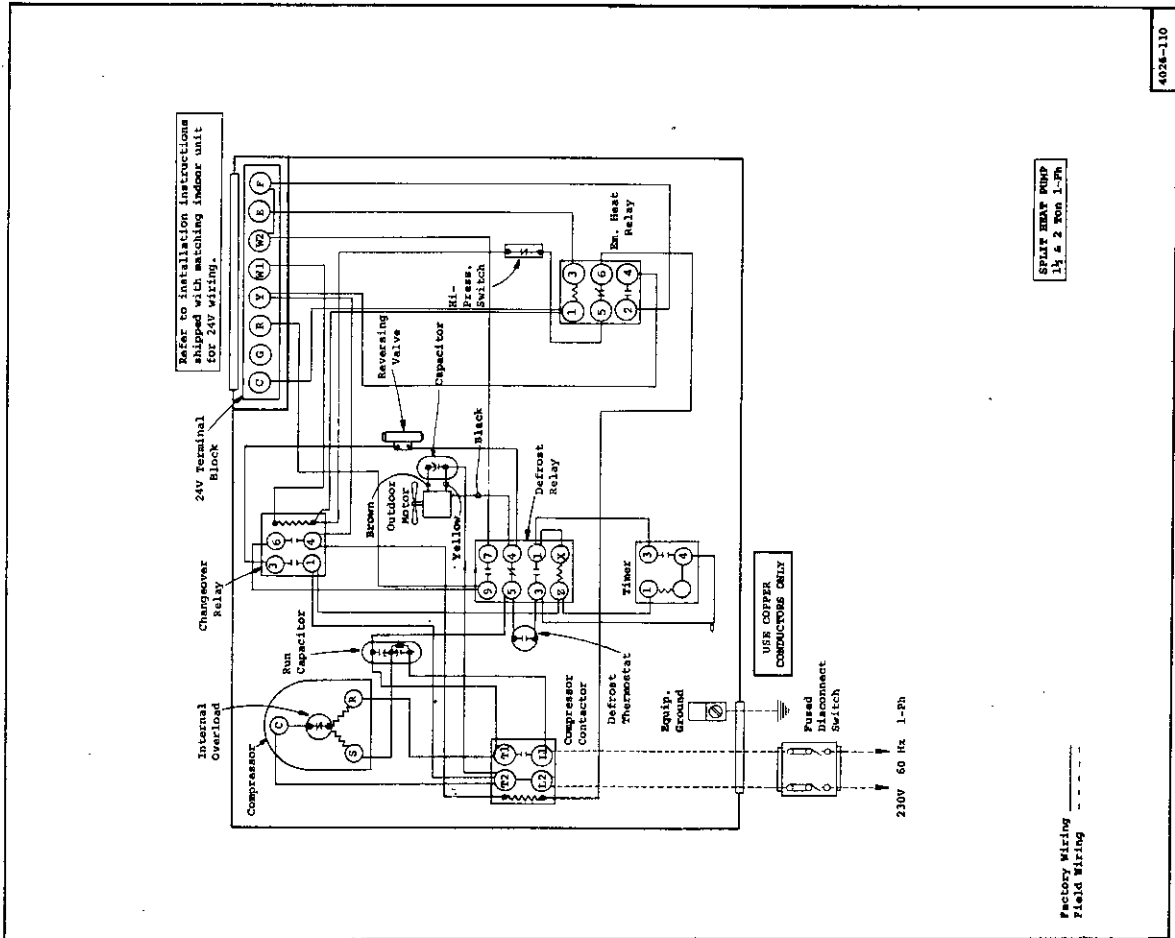 4026-110
Refer to installation instructions
shipped with matching indoor unit
for 24V wiring.
24V Terminal
Block
C G R Y W1 W2 E F
Changeover
Relay
3 6
1 4
Reversing
Valve
Capacitor
Brown
Outdoor
Motor
Yellow
Black
Hi-
Press.
Switch
Em. Heat
Relay
1 3
5 6
2 4
Internal
Overload
Compressor
C
S R
Run
Capacitor
Defrost
Relay
9 7
5 4
3 1
2 X
Defrost
Thermostat
Timer
1 3
4
Compressor
Contactor
T2 T1
L2 L1
Equip.
Ground
USE COPPER
CONDUCTORS ONLY
Fused
Disconnect
Switch
230V 60 Hz 1-Ph
SPLIT HEAT PUMP
1½ & 2 Ton 1-Ph
Factory Wiring
Field Wiring